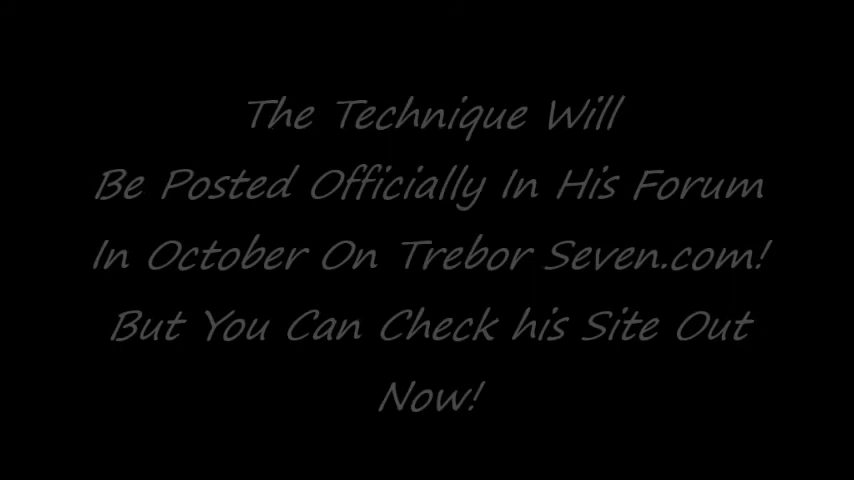 The Technique Will
Be Posted Officially In His Forum
In October On Trebor Seven.com!
But You Can Check his Site Out
Now!